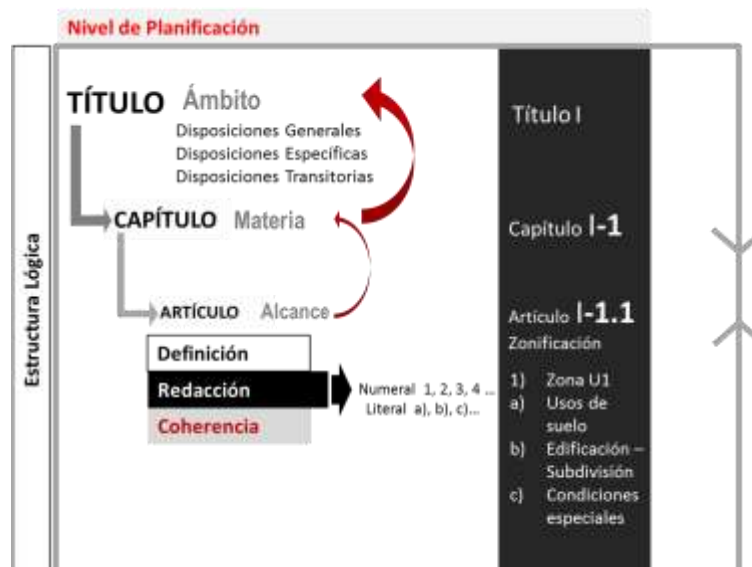 Nivel de Planificación
Estructura Lógica
TÍTULO Ámbito
Disposiciones Generales
Disposiciones Específicas
Disposiciones Transitorias
CAPÍTULO Materia
ARTÍCULO Alcance
Definición
Redacción
Coherencia
Numeral 1, 2, 3, 4 ...
Literal a), b), c)...
Título I
Capítulo I-1
Artículo I-1.1
Zonificación
1) Zona U1
a) Usos de
suelo
b) Edificación –
Subdivisión
c) Condiciones
especiales